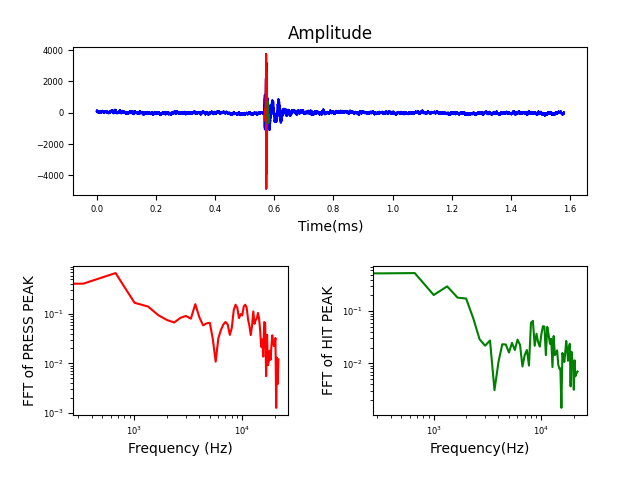 Amplitude
4000
2000
0
−2000
−4000
0.0 0.2 0.4 0.6 0.8 1.0 1.2 1.4 1.6
Time(ms)
FFT of PRESS PEAK
10⁻¹
10⁻²
10⁻³
10³ 10⁴
Frequency (Hz)
FFT of HIT PEAK
10⁻¹
10⁻²
10³ 10⁴
Frequency(Hz)